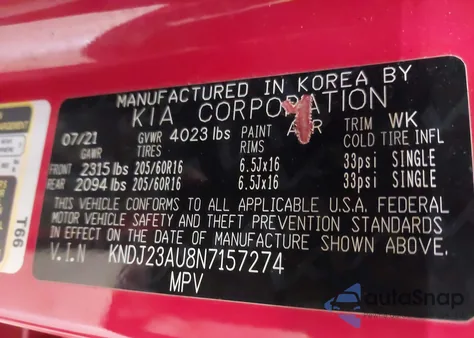 MANUFACTURED IN KOREA BY
KIA CORPORATION
07/21 GVWR 4023 lbs PAINT TRIM WK
GAWR TIRES RIMS COLD TIRE INFL
FRONT 2315 lbs 205/60R16 6.5Jx16 33psi SINGLE
REAR 2094 lbs 205/60R16 6.5Jx16 33psi SINGLE
THIS VEHICLE CONFORMS TO ALL APPLICABLE U.S.A. FEDERAL
MOTOR VEHICLE SAFETY AND THEFT PREVENTION STANDARDS
IN EFFECT ON THE DATE OF MANUFACTURE SHOWN ABOVE.
V.I.N KNDJ23AU8N7157274
MPV
T66
autoSnap